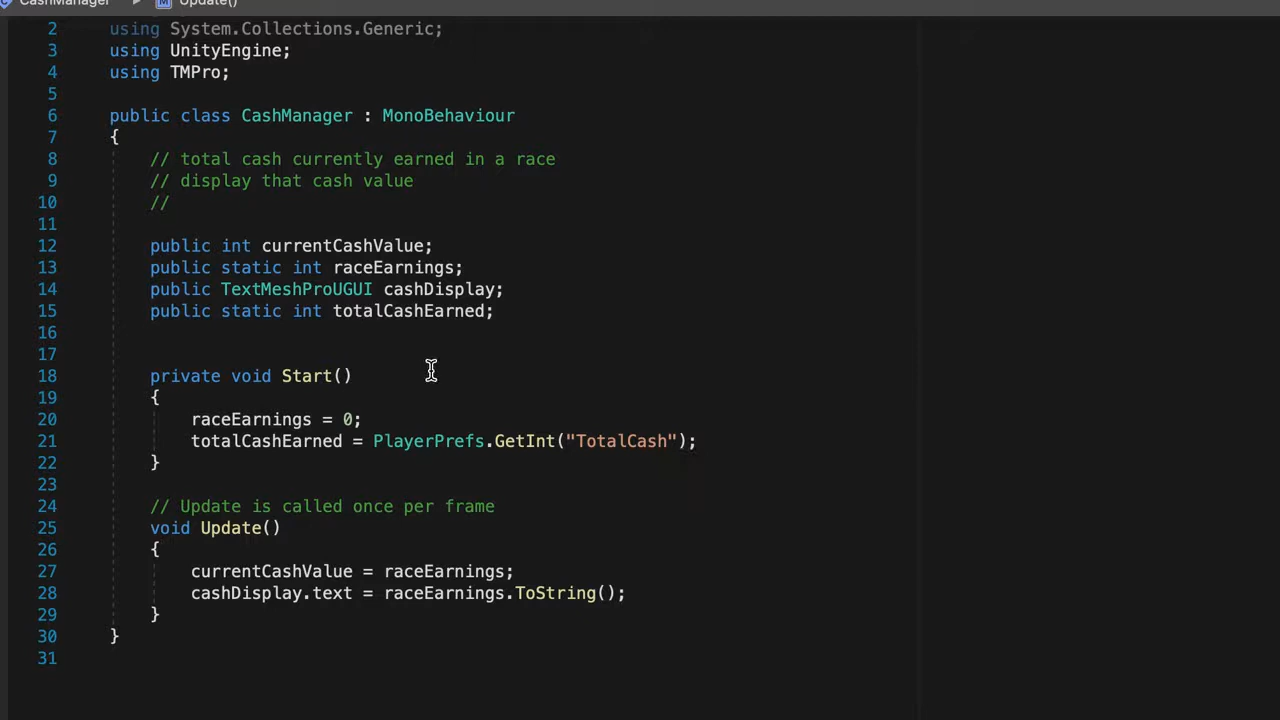 CashManager ▸ M Update()
2 using System.Collections.Generic;
3 using UnityEngine;
4 using TMPro;
5
6 public class CashManager : MonoBehaviour
7 {
8 // total cash currently earned in a race
9 // display that cash value
10 //
11
12 public int currentCashValue;
13 public static int raceEarnings;
14 public TextMeshProUGUI cashDisplay;
15 public static int totalCashEarned;
16
17
18 private void Start()
19 {
20 raceEarnings = 0;
21 totalCashEarned = PlayerPrefs.GetInt("TotalCash");
22 }
23
24 // Update is called once per frame
25 void Update()
26 {
27 currentCashValue = raceEarnings;
28 cashDisplay.text = raceEarnings.ToString();
29 }
30 }
31